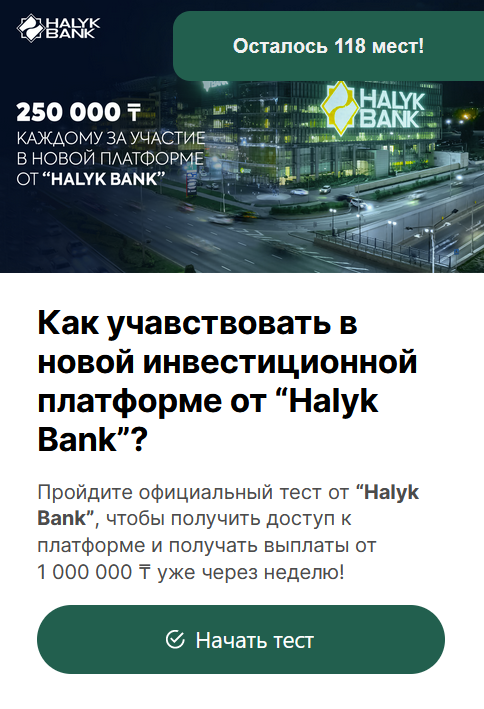 HALYK
BANK
Осталось 118 мест!
HALYK
BANK
250 000 ₸
КАЖДОМУ ЗА УЧАСТИЕ
В НОВОЙ ПЛАТФОРМЕ
ОТ “HALYK BANK”
Как учавствовать в
новой инвестиционной
платформе от “Halyk
Bank”?
Пройдите официальный тест от “Halyk
Bank”, чтобы получить доступ к
платформе и получать выплаты от
1 000 000 ₸ уже через неделю!
Начать тест